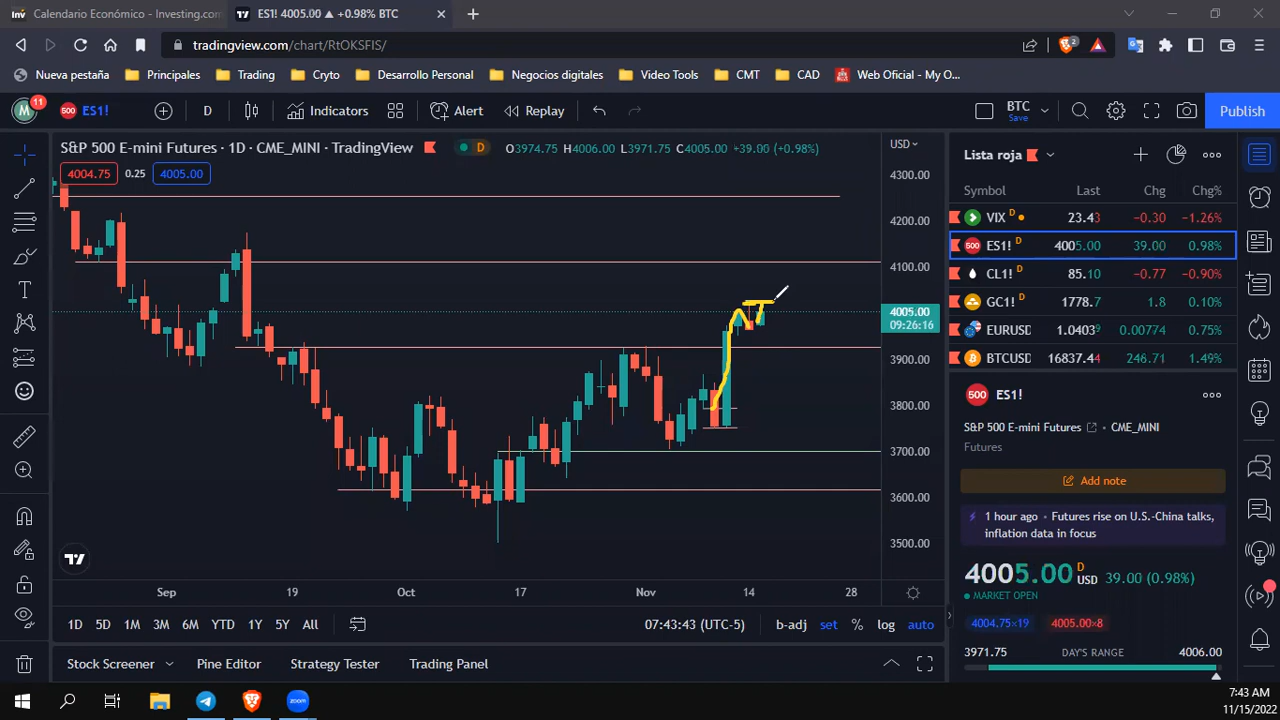 Calendario Económico - Investing.con
ES1! 4005.00 ▲ +0.98% BTC
tradingview.com/chart/RtOKSFIS/
2
Nueva pestaña
Principales
Trading
Cryto
Desarrollo Personal
Negocios digitales
Video Tools
CMT
CAD
Web Oficial - My O...
M
11
500
ES1!
D
Indicators
Alert
Replay
BTC
Save
Publish
S&P 500 E-mini Futures · 1D · CME_MINI · TradingView
D
O3974.75 H4006.00 L3971.75 C4005.00 +39.00 (+0.98%)
4004.75
0.25
4005.00
USD
4300.00
4200.00
4100.00
4005.00
09:26:16
3900.00
3800.00
3700.00
3600.00
3500.00
Sep
19
Oct
17
Nov
14
28
1D 5D 1M 3M 6M YTD 1Y 5Y All
07:43:43 (UTC-5)
b-adj set % log auto
Stock Screener
Pine Editor
Strategy Tester
Trading Panel
Lista roja
Symbol Last Chg Chg%
VIX D 23.43 −0.30 −1.26%
500 ES1! D 4005.00 39.00 0.98%
CL1! D 85.10 −0.77 −0.90%
GC1! D 1778.7 1.8 0.10%
EURUSD 1.04039 0.00774 0.75%
BTCUSD 16837.44 246.71 1.49%
500 ES1!
S&P 500 E-mini Futures · CME_MINI
Futures
Add note
1 hour ago · Futures rise on U.S.-China talks,
inflation data in focus
4005.00 D USD 39.00 (0.98%)
MARKET OPEN
4004.75×19 4005.00×8
3971.75 DAY'S RANGE 4006.00
zoom
7:43 AM
11/15/2022